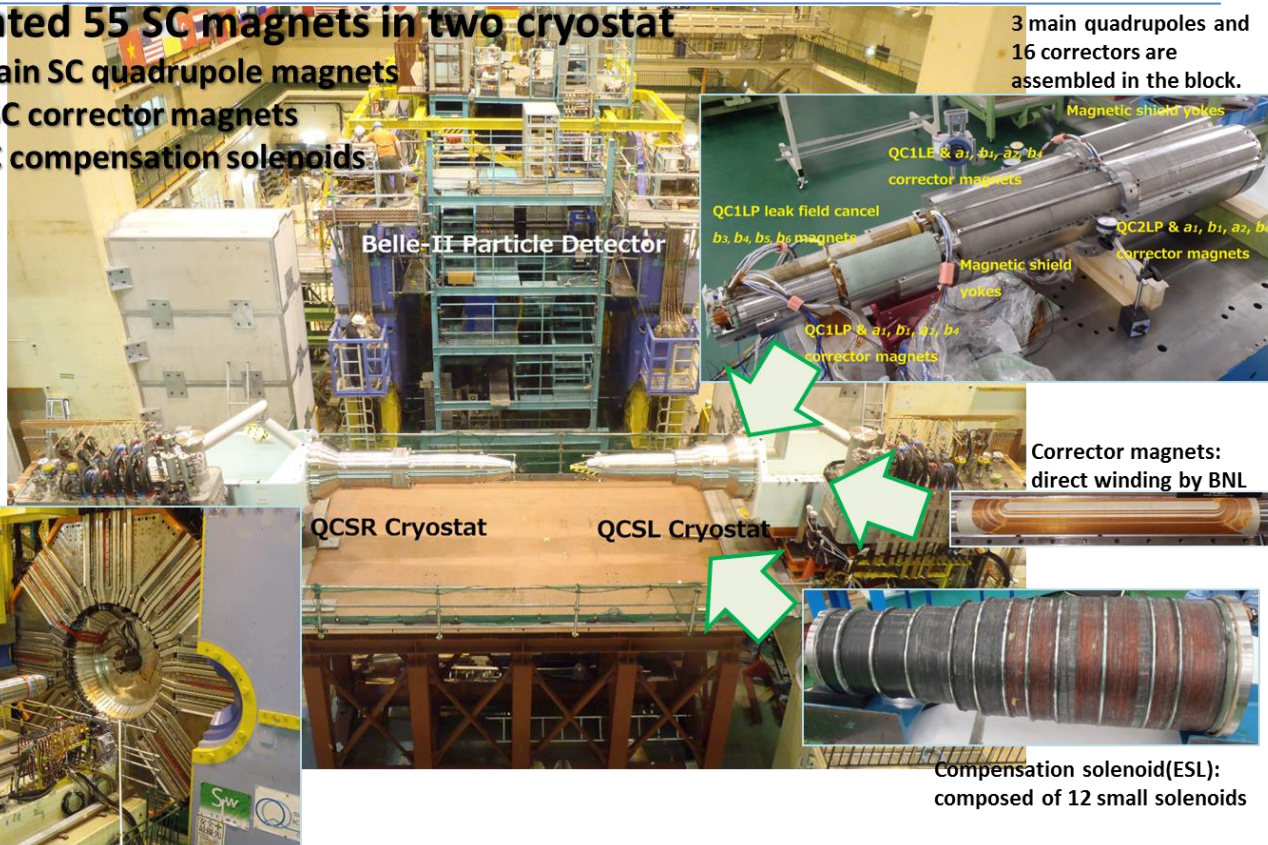 ted 55 SC magnets in two cryostat
ain SC quadrupole magnets
C corrector magnets
C compensation solenoids
3 main quadrupoles and
16 correctors are
assembled in the block.
Magnetic shield yokes
QC1LE & a1, b1, a2, b4
corrector magnets
QC1LP leak field cancel
b3, b4, b5, b6 magnets
QC2LP & a1, b1, a2, b4
corrector magnets
Magnetic shield
yokes
QC1LP & a1, b1, a2, b4
corrector magnets
Belle-II Particle Detector
Corrector magnets:
direct winding by BNL
QCSR Cryostat
QCSL Cryostat
Compensation solenoid(ESL):
composed of 12 small solenoids